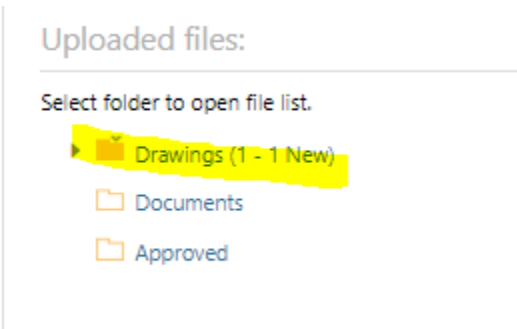 Uploaded files:
Select folder to open file list.
Drawings (1 - 1 New)
Documents
Approved